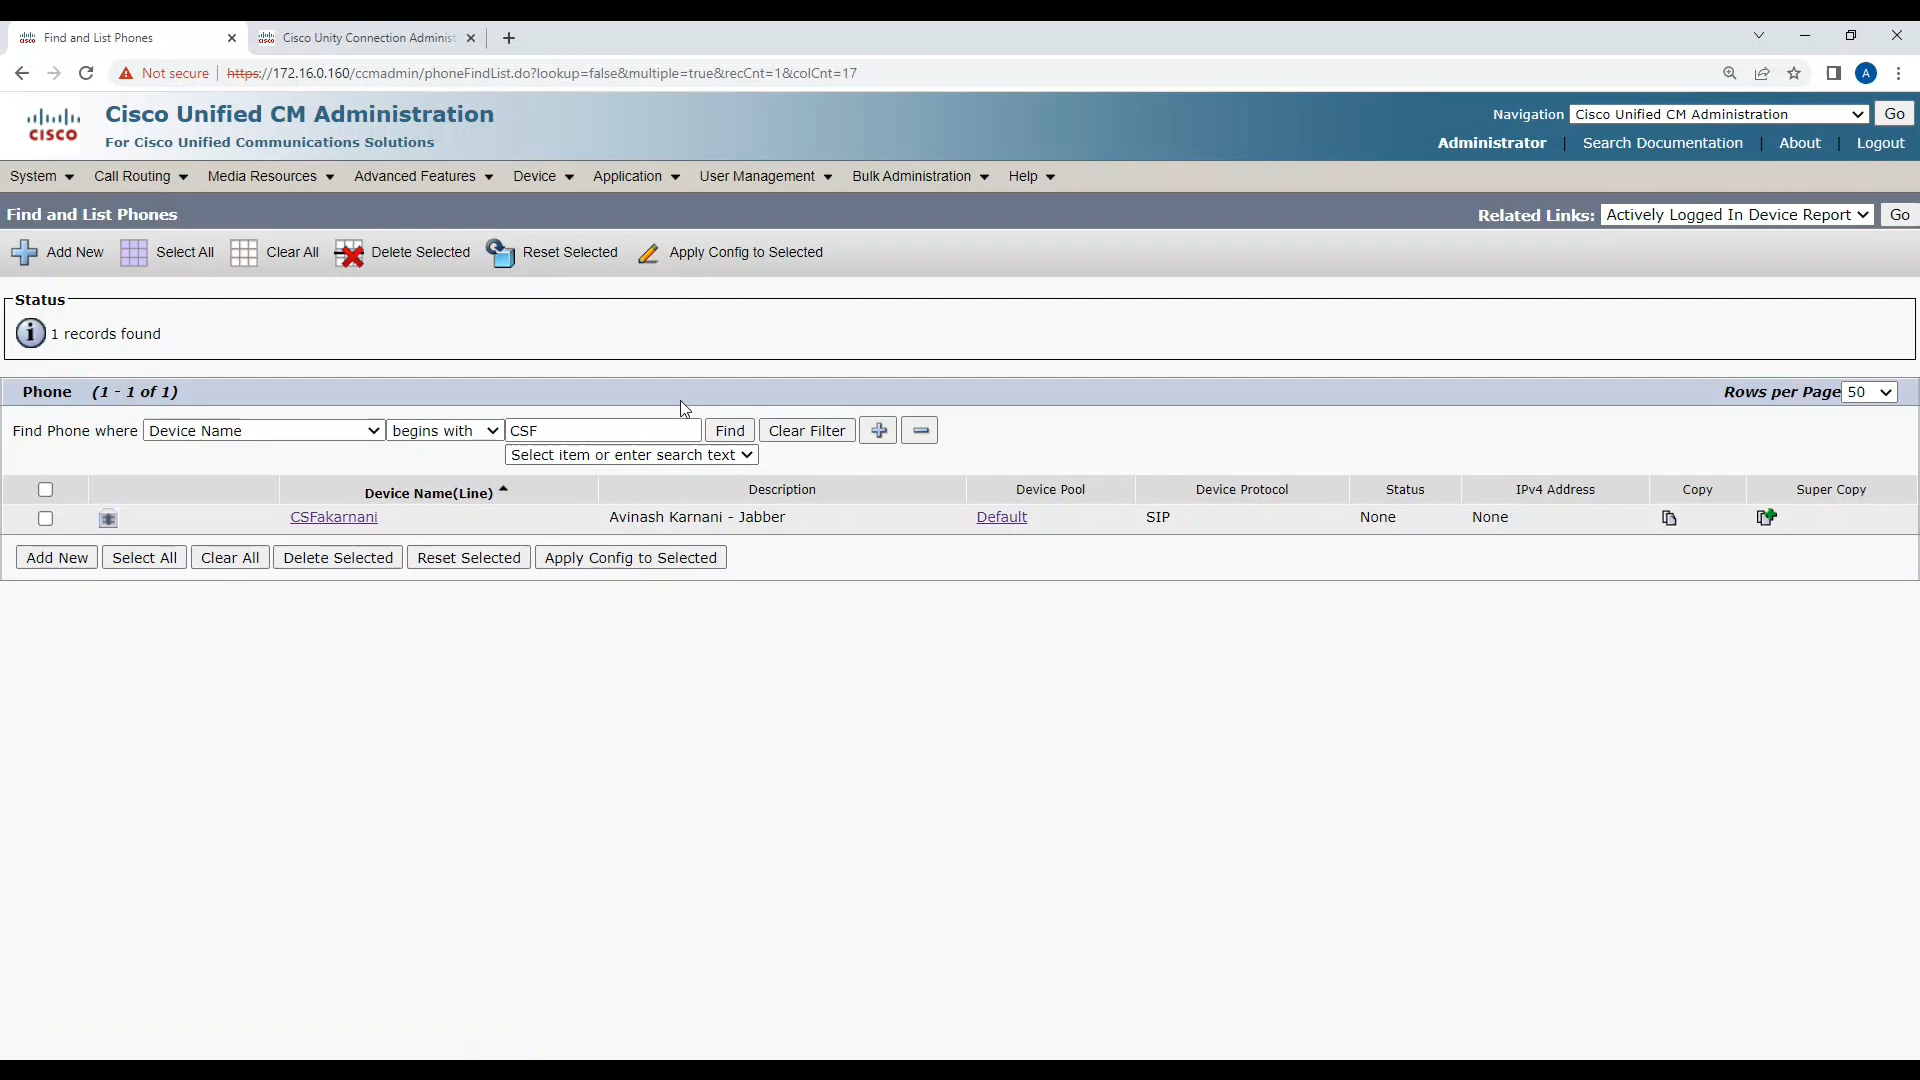 Find and List Phones
Cisco Unity Connection Administ
Not secure https://172.16.0.160/ccmadmin/phoneFindList.do?lookup=false&multiple=true&recCnt=1&colCnt=17 A
CISCO Cisco Unified CM Administration
For Cisco Unified Communications Solutions
Navigation Cisco Unified CM Administration Go
Administrator | Search Documentation | About | Logout
System Call Routing Media Resources Advanced Features Device Application User Management Bulk Administration Help
Find and List Phones Related Links: Actively Logged In Device Report Go
Add New Select All Clear All Delete Selected Reset Selected Apply Config to Selected
Status
1 records found
Phone (1 - 1 of 1) Rows per Page 50
Find Phone where Device Name begins with CSF Find Clear Filter
Select item or enter search text
Device Name(Line) Description Device Pool Device Protocol Status IPv4 Address Copy Super Copy
CSFakarnani Avinash Karnani - Jabber Default SIP None None
Add New Select All Clear All Delete Selected Reset Selected Apply Config to Selected